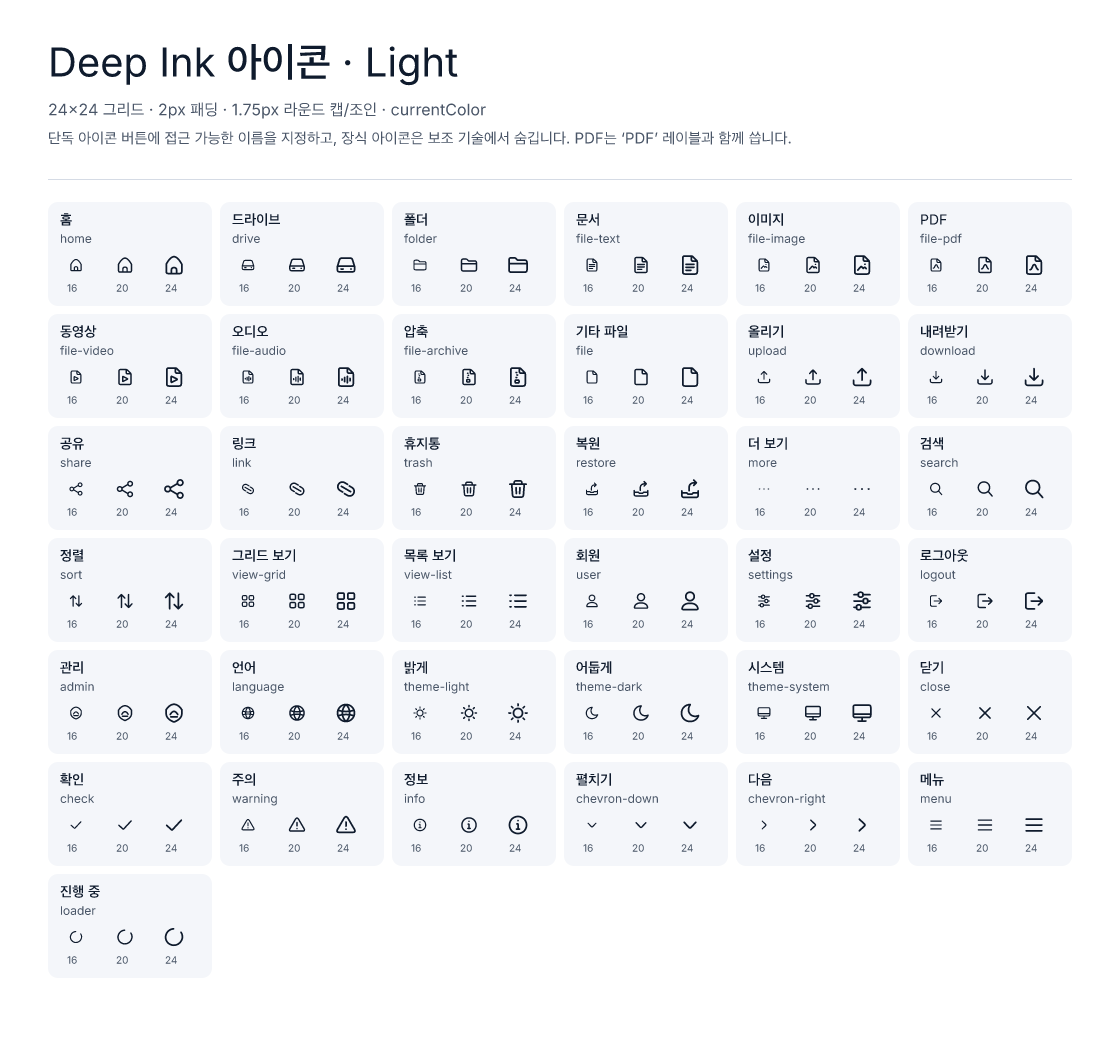 Deep Ink 아이콘 · Light
24×24 그리드 · 2px 패딩 · 1.75px 라운드 캡/조인 · currentColor
단독 아이콘 버튼에 접근 가능한 이름을 지정하고, 장식 아이콘은 보조 기술에서 숨깁니다. PDF는 ‘PDF’ 레이블과 함께 씁니다.
홈
home
16 20 24
드라이브
drive
16 20 24
폴더
folder
16 20 24
문서
file-text
16 20 24
이미지
file-image
16 20 24
PDF
file-pdf
16 20 24
동영상
file-video
16 20 24
오디오
file-audio
16 20 24
압축
file-archive
16 20 24
기타 파일
file
16 20 24
올리기
upload
16 20 24
내려받기
download
16 20 24
공유
share
16 20 24
링크
link
16 20 24
휴지통
trash
16 20 24
복원
restore
16 20 24
더 보기
more
16 20 24
검색
search
16 20 24
정렬
sort
16 20 24
그리드 보기
view-grid
16 20 24
목록 보기
view-list
16 20 24
회원
user
16 20 24
설정
settings
16 20 24
로그아웃
logout
16 20 24
관리
admin
16 20 24
언어
language
16 20 24
밝게
theme-light
16 20 24
어둡게
theme-dark
16 20 24
시스템
theme-system
16 20 24
닫기
close
16 20 24
확인
check
16 20 24
주의
warning
16 20 24
정보
info
16 20 24
펼치기
chevron-down
16 20 24
다음
chevron-right
16 20 24
메뉴
menu
16 20 24
진행 중
loader
16 20 24